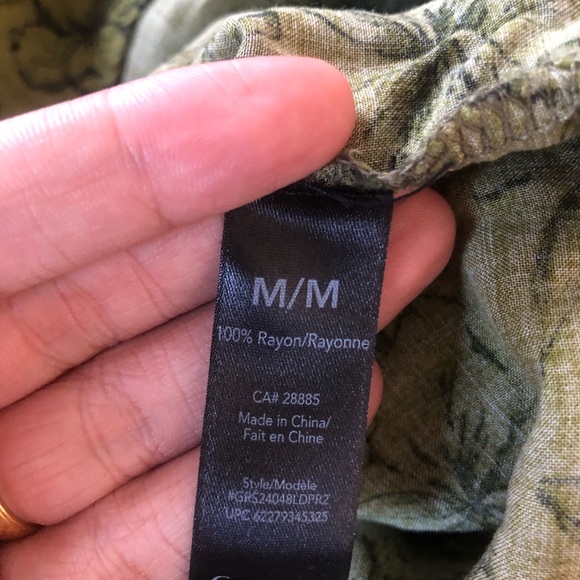 M/M
100% Rayon/Rayonne
CA# 28885
Made in China/
Fait en Chine
Style/Modèle
#GRS24048LDPR2
UPC 62279345325